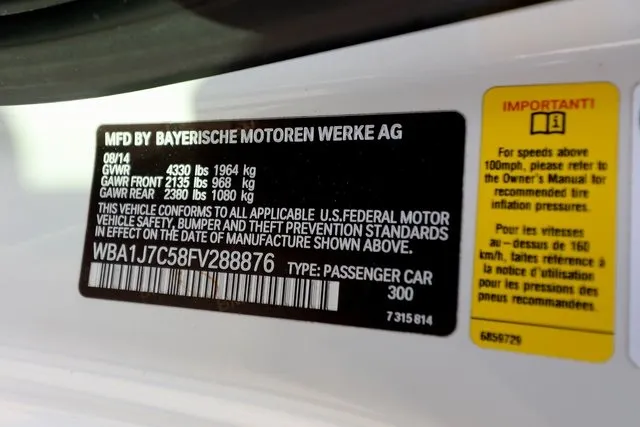 MFD BY BAYERISCHE MOTOREN WERKE AG
08/14
GVWR 4330 lbs 1964 kg
GAWR FRONT 2135 lbs 968 kg
GAWR REAR 2380 lbs 1080 kg
THIS VEHICLE CONFORMS TO ALL APPLICABLE U.S.FEDERAL MOTOR
VEHICLE SAFETY, BUMPER AND THEFT PREVENTION STANDARDS
IN EFFECT ON THE DATE OF MANUFACTURE SHOWN ABOVE.
WBA1J7C58FV288876 TYPE: PASSENGER CAR
300
7 315 814
IMPORTANT!
For speeds above
100mph, please refer to
the Owner's Manual for
recommended tire
inflation pressures.
Pour les vitesses
au-dessus de 160
km/h, faites référence à
la notice d'utilisation
pour les pressions des
pneus recommandées.
6859729